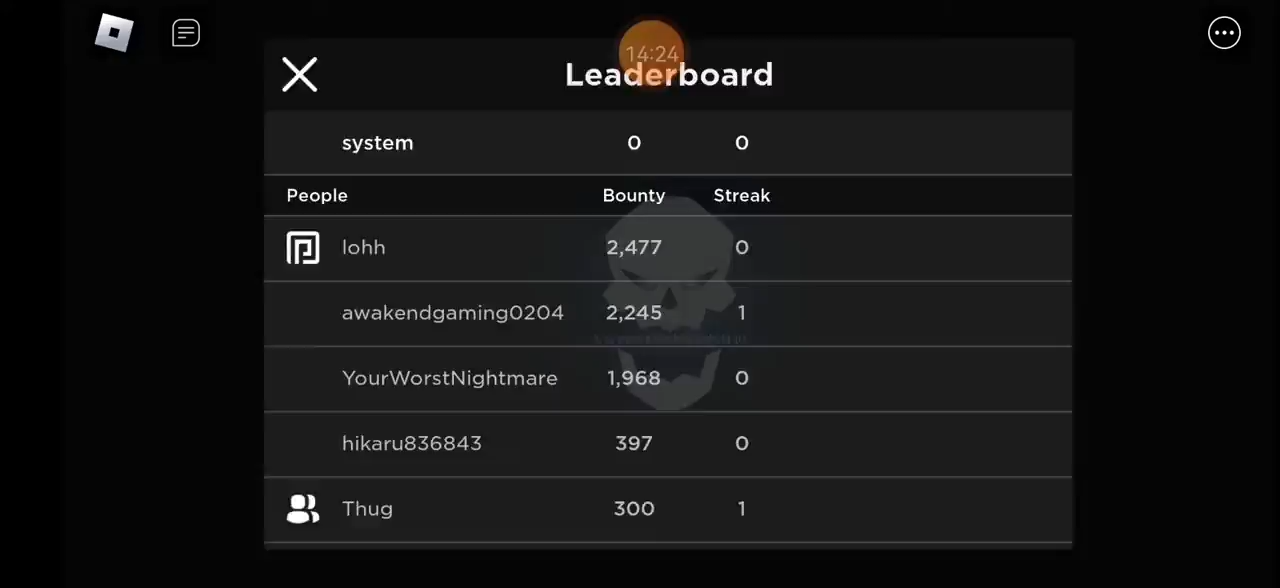 14:24
Leaderboard
system 0 0
People Bounty Streak
lohh 2,477 0
awakendgaming0204 2,245 1
YourWorstNightmare 1,968 0
hikaru836843 397 0
Thug 300 1